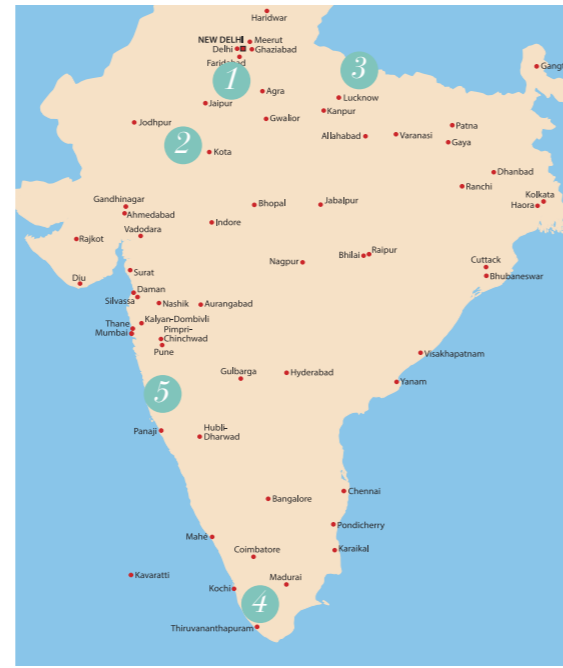 Haridwar
NEW DELHI
Meerut
Delhi
Ghaziabad
Faridabad
1
3
Gangt
Agra
Lucknow
Jaipur
Kanpur
Jodhpur
Gwalior
Patna
Allahabad
Varanasi
Gaya
2
Kota
Dhanbad
Ranchi
Kolkata
Haora
Gandhinagar
Ahmedabad
Bhopal
Jabalpur
Indore
Vadodara
Rajkot
Raipur
Bhilai
Nagpur
Cuttack
Bhubaneswar
Surat
Diu
Daman
Silvassa
Nashik
Aurangabad
Kalyan-Dombivli
Thane
Mumbai
Pimpri-
Chinchwad
Pune
Visakhapatnam
Gulbarga
Hyderabad
Yanam
5
Panaji
Hubli-
Dharwad
Chennai
Bangalore
Pondicherry
Mahe
Karaikal
Coimbatore
Kavaratti
Madurai
Kochi
4
Thiruvananthapuram